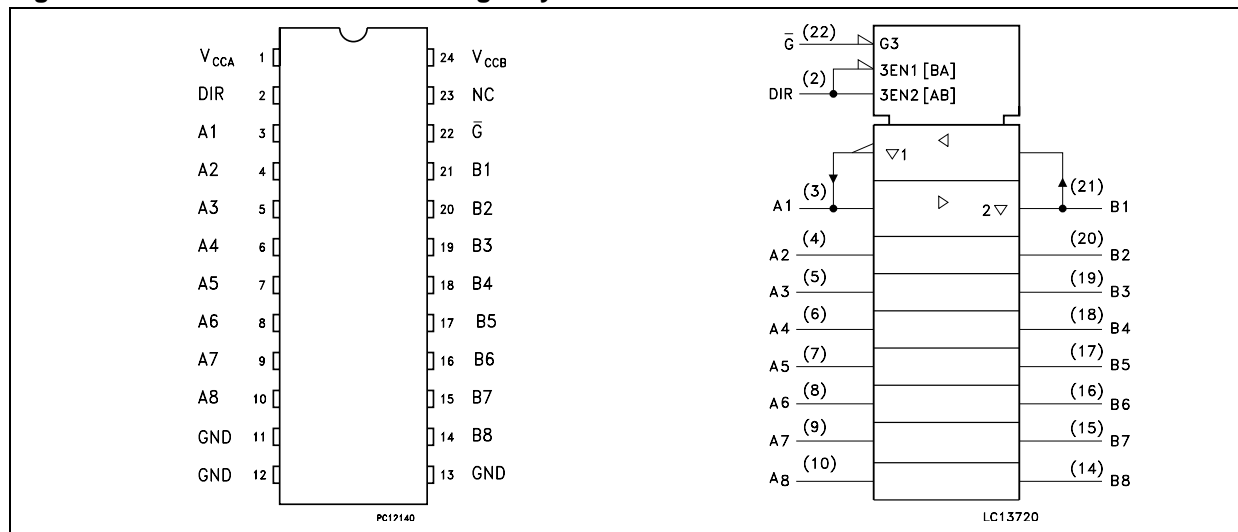 V_CCA 1 24 V_CCB
DIR 2 23 NC
A1 3 22 G̅
A2 4 21 B1
A3 5 20 B2
A4 6 19 B3
A5 7 18 B4
A6 8 17 B5
A7 9 16 B6
A8 10 15 B7
GND 11 14 B8
GND 12 13 GND
PC12140
G̅ (22) G3
3EN1 [BA]
DIR (2) 3EN2 [AB]
▽1 ◁
A1 (3) ▷ 2▽ (21) B1
A2 (4) (20) B2
A3 (5) (19) B3
A4 (6) (18) B4
A5 (7) (17) B5
A6 (8) (16) B6
A7 (9) (15) B7
A8 (10) (14) B8
LC13720